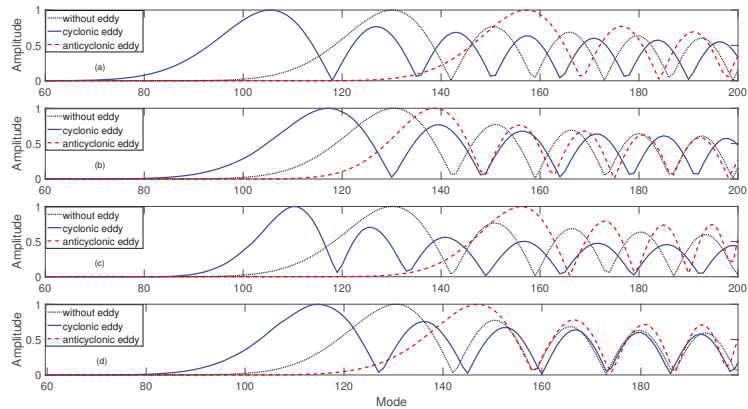 Amplitude
1
0.5
0
without eddy
cyclonic eddy
anticyclonic eddy
(a)
60 80 100 120 140 160 180 200
Amplitude
1
0.5
0
without eddy
cyclonic eddy
anticyclonic eddy
(b)
60 80 100 120 140 160 180 200
Amplitude
1
0.5
0
without eddy
cyclonic eddy
anticyclonic eddy
(c)
60 80 100 120 140 160 180 200
Amplitude
1
0.5
0
without eddy
cyclonic eddy
anticyclonic eddy
(d)
60 80 100 120 140 160 180
Mode